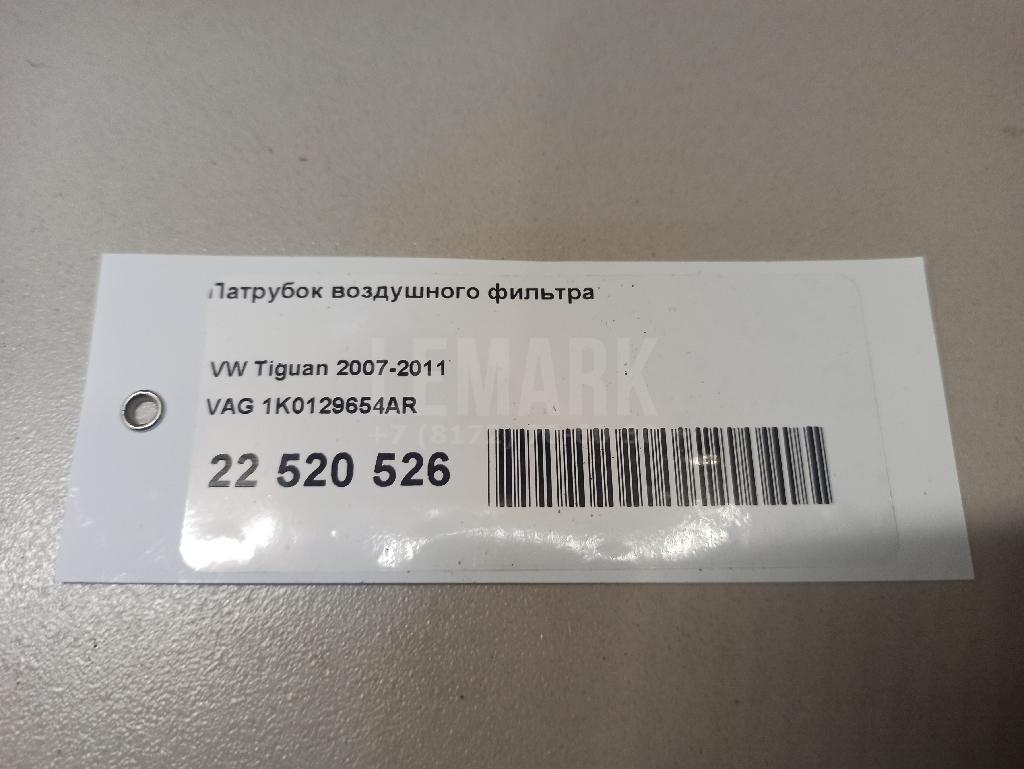 Патрубок воздушного фильтра
VW Tiguan 2007-2011
LEMARK
VAG 1K0129654AR
22 520 526